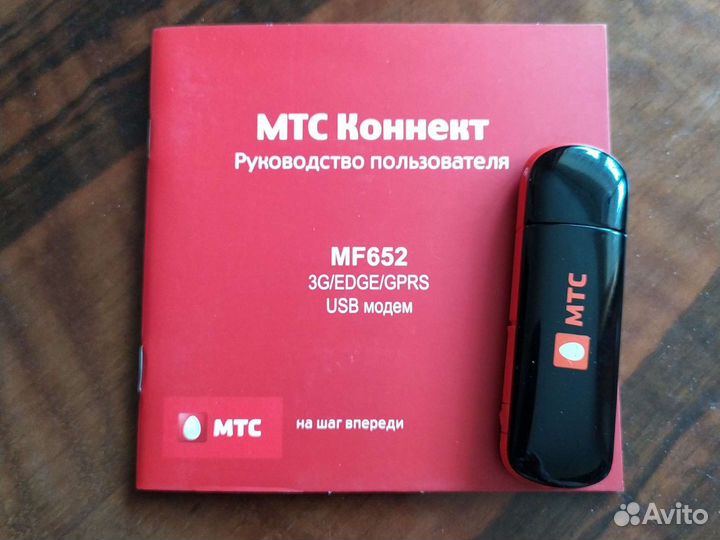 МТС Коннект
Руководство пользователя
MF652
3G/EDGE/GPRS
USB модем
МТС
на шаг впереди
МТС
Avito